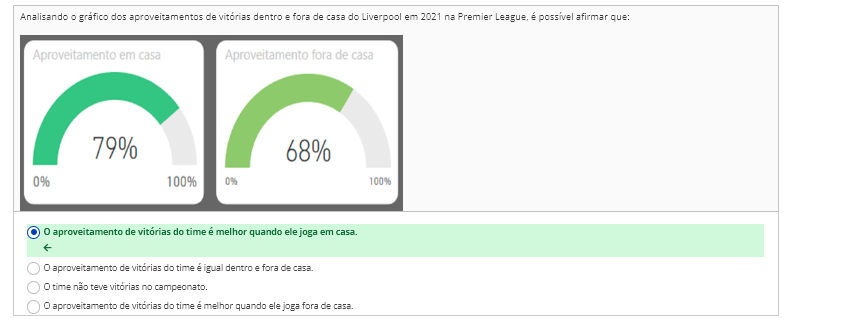 Analisando o gráfico dos aproveitamentos de vitórias dentro e fora de casa do Liverpool em 2021 na Premier League, é possível afirmar que:
Aproveitamento em casa
79%
0%
100%
Aproveitamento fora de casa
68%
0%
100%
O aproveitamento de vitórias do time é melhor quando ele joga em casa.
←
O aproveitamento de vitórias do time é igual dentro e fora de casa.
O time não teve vitórias no campeonato.
O aproveitamento de vitórias do time é melhor quando ele joga fora de casa.